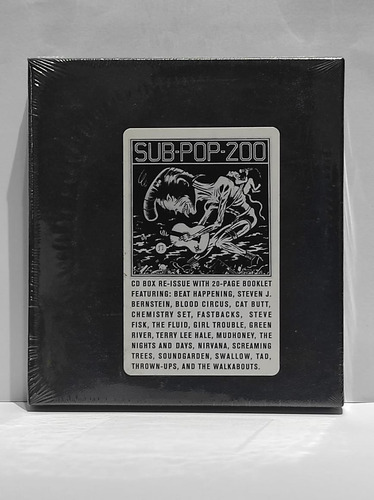 SUB-POP-200
CD BOX RE-ISSUE WITH 20-PAGE BOOKLET
FEATURING: BEAT HAPPENING, STEVEN J.
BERNSTEIN, BLOOD CIRCUS, CAT BUTT,
CHEMISTRY SET, FASTBACKS, STEVE
FISK, THE FLUID, GIRL TROUBLE, GREEN
RIVER, TERRY LEE HALE, MUDHONEY, THE
NIGHTS AND DAYS, NIRVANA, SCREAMING
TREES, SOUNDGARDEN, SWALLOW, TAD,
THROWN-UPS, AND THE WALKABOUTS.